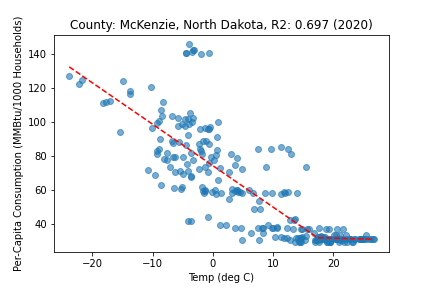 County: McKenzie, North Dakota, R2: 0.697 (2020)
Per-Capita Consumption (MMBtu/1000 Households)
140
120
100
80
60
40
−20 −10 0 10 20
Temp (deg C)